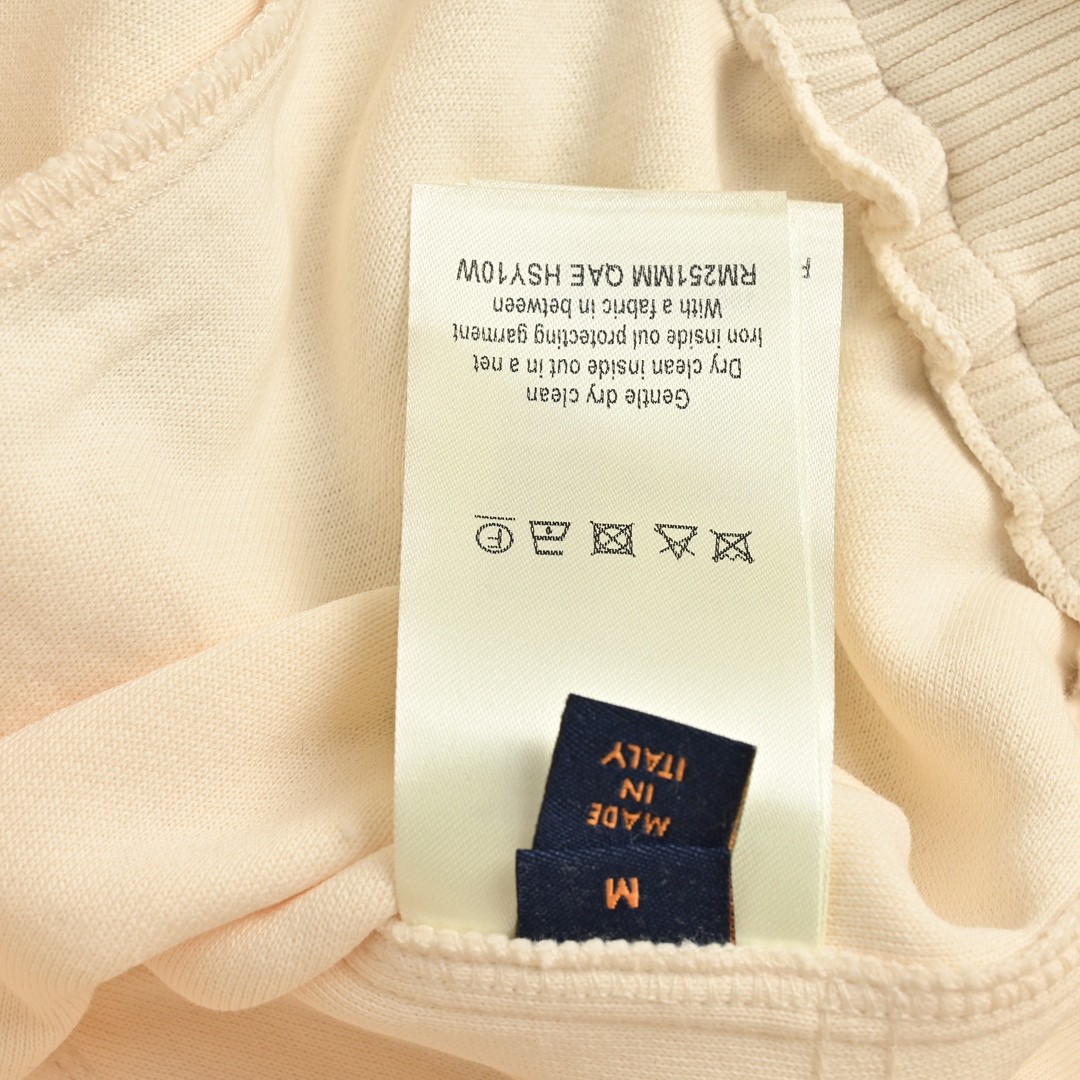 M
MADE
IN
ITALY
F
Gentle dry clean
Dry clean inside out in a net
Iron inside oul protecting garment
With a fabric in between
RM251MM QAE HSY10W